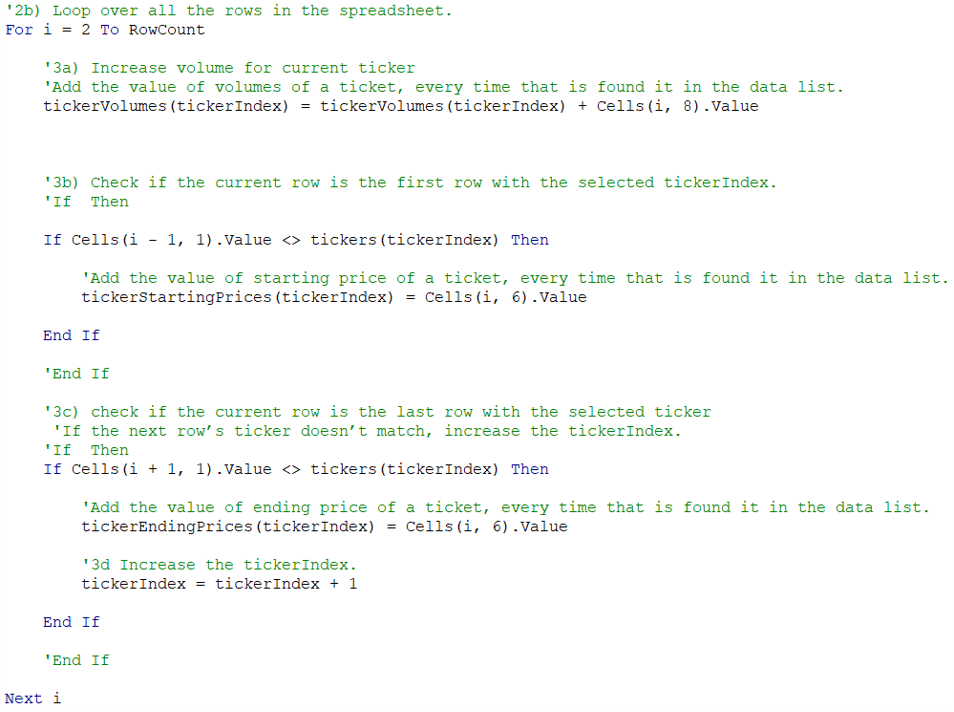 '2b) Loop over all the rows in the spreadsheet.
For i = 2 To RowCount
'3a) Increase volume for current ticker
'Add the value of volumes of a ticket, every time that is found it in the data list.
tickerVolumes(tickerIndex) = tickerVolumes(tickerIndex) + Cells(i, 8).Value
'3b) Check if the current row is the first row with the selected tickerIndex.
'If  Then
If Cells(i - 1, 1).Value <> tickers(tickerIndex) Then
'Add the value of starting price of a ticket, every time that is found it in the data list.
tickerStartingPrices(tickerIndex) = Cells(i, 6).Value
End If
'End If
'3c) check if the current row is the last row with the selected ticker
'If the next row’s ticker doesn’t match, increase the tickerIndex.
'If  Then
If Cells(i + 1, 1).Value <> tickers(tickerIndex) Then
'Add the value of ending price of a ticket, every time that is found it in the data list.
tickerEndingPrices(tickerIndex) = Cells(i, 6).Value
'3d Increase the tickerIndex.
tickerIndex = tickerIndex + 1
End If
'End If
Next i